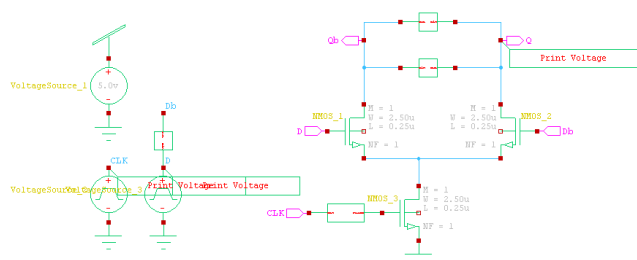 Qb
Q
Print Voltage
VoltageSource_1
5.0v
Db
NMOS_1
M = 1
W = 2.50u
L = 0.25u
NF = 1
M = 1
W = 2.50u
L = 0.25u
NF = 1
NMOS_2
D
Db
CLK
D
VoltageSource_3
Print Voltage
Print Voltage
NMOS_3
M = 1
W = 2.50u
L = 0.25u
NF = 1
CLK